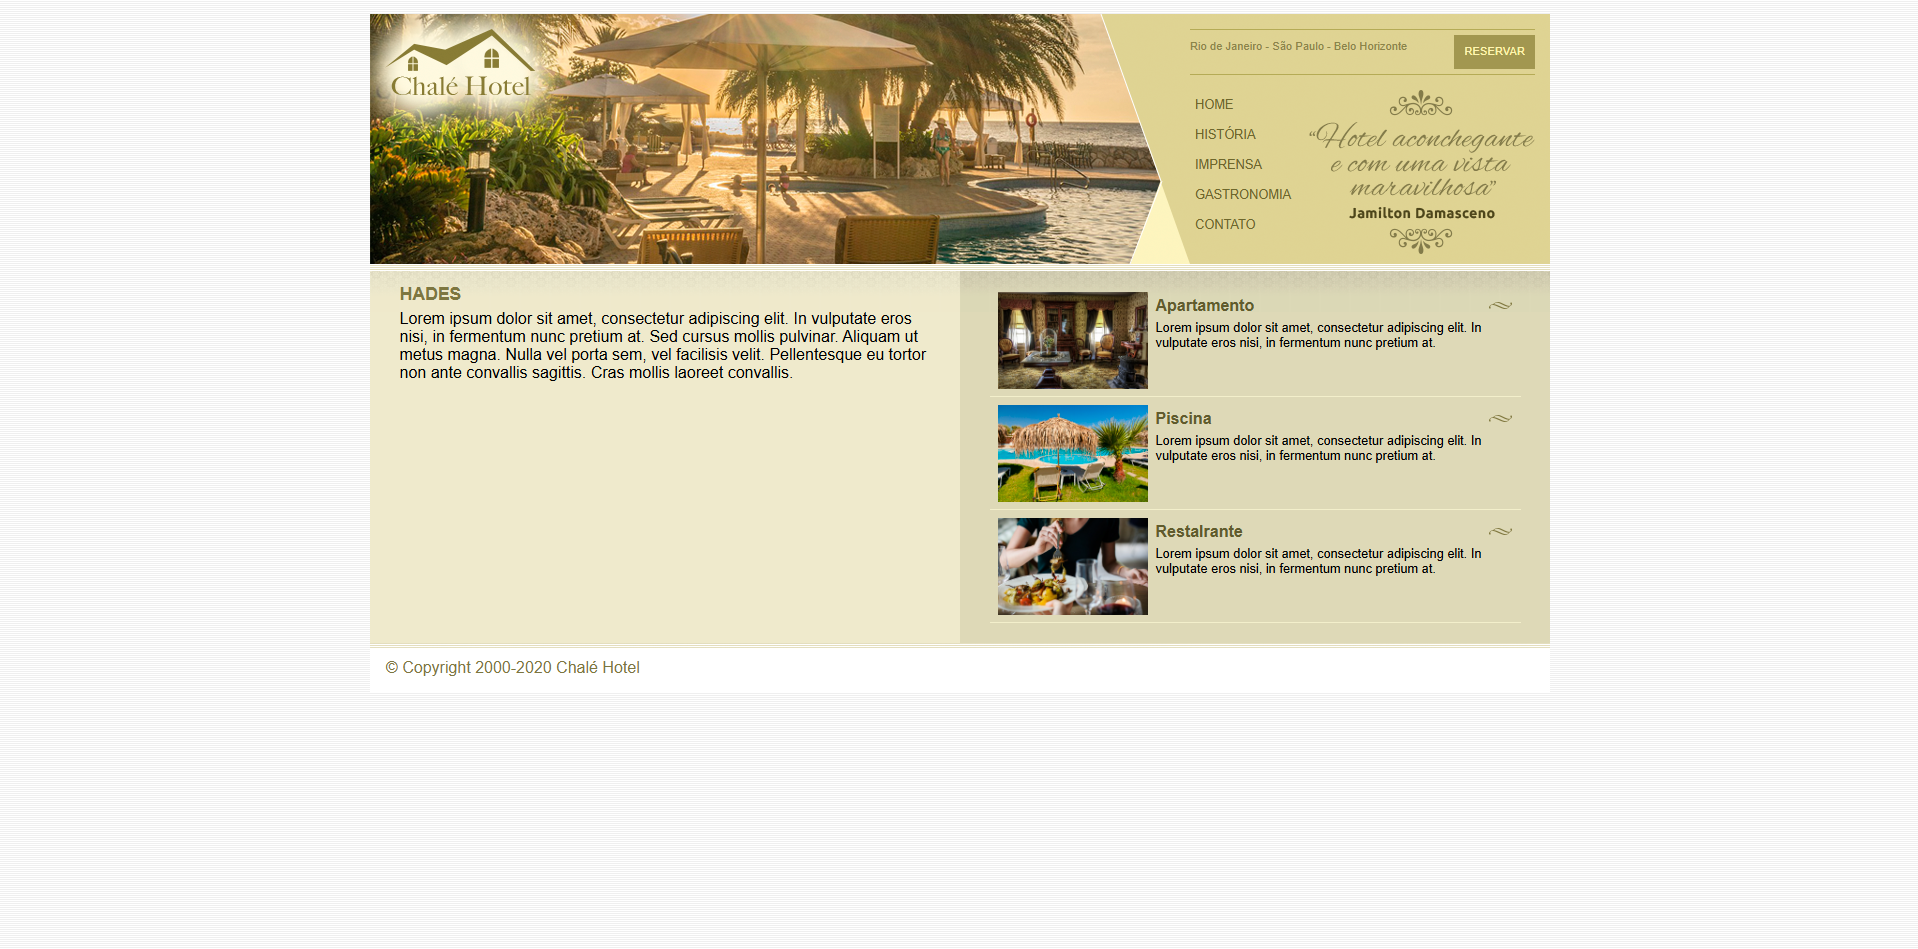 Chalé Hotel
Rio de Janeiro - São Paulo - Belo Horizonte
RESERVAR
HOME
HISTÓRIA
IMPRENSA
GASTRONOMIA
CONTATO
“Hotel aconchegante
e com uma vista
maravilhosa”
Jamilton Damasceno
HADES
Lorem ipsum dolor sit amet, consectetur adipiscing elit. In vulputate eros
nisi, in fermentum nunc pretium at. Sed cursus mollis pulvinar. Aliquam ut
metus magna. Nulla vel porta sem, vel facilisis velit. Pellentesque eu tortor
non ante convallis sagittis. Cras mollis laoreet convallis.
Apartamento
Lorem ipsum dolor sit amet, consectetur adipiscing elit. In
vulputate eros nisi, in fermentum nunc pretium at.
Piscina
Lorem ipsum dolor sit amet, consectetur adipiscing elit. In
vulputate eros nisi, in fermentum nunc pretium at.
Restalrante
Lorem ipsum dolor sit amet, consectetur adipiscing elit. In
vulputate eros nisi, in fermentum nunc pretium at.
© Copyright 2000-2020 Chalé Hotel